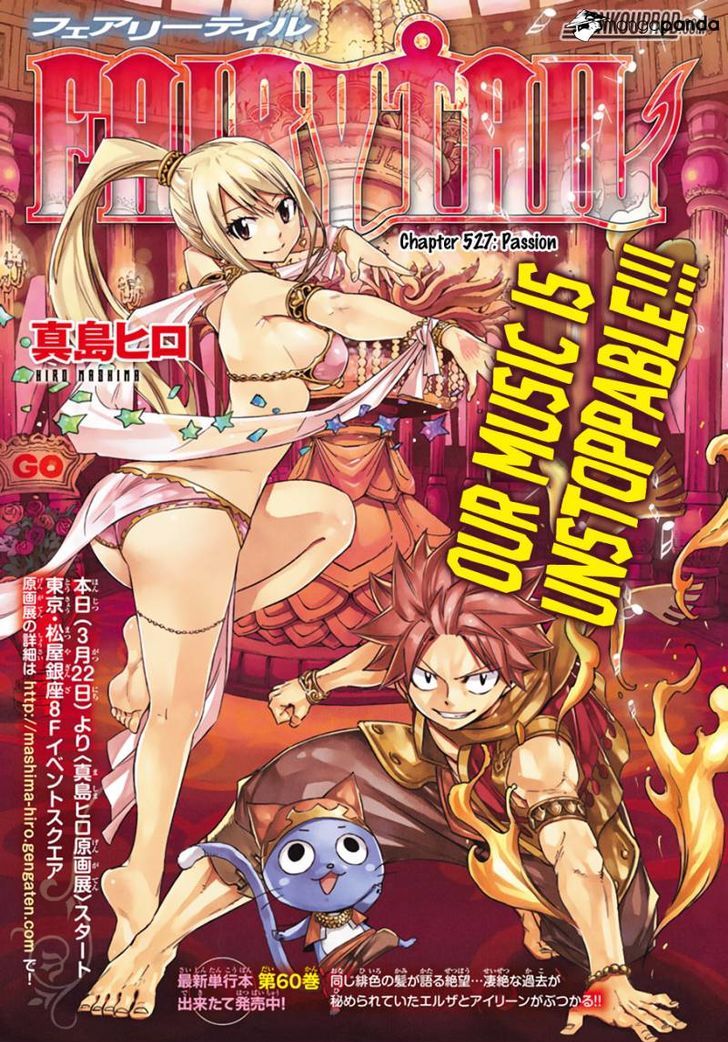 フェアリーテイル
FAIRY TAIL
mangapanda
Chapter 527: Passion
OUR MUSIC IS
UNSTOPPABLE!!!
真島ヒロ
HIRO MASHIMA
GO
本日(3月22日)より〈真島ヒロ原画展〉スタート
東京・松屋銀座8Fイベントスクエア
原画展の詳細は http://mashima-hiro.gengaten.com で!
最新単行本 第60巻
出来たて発売中!
同じ緋色の髪が語る絶望…凄絶な過去が
秘められていたエルザとアイリーンがぶつかる!!